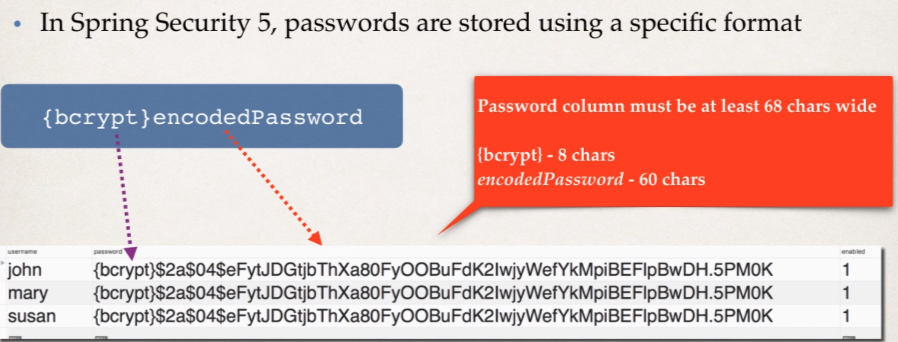 • In Spring Security 5, passwords are stored using a specific format
{bcrypt}encodedPassword
Password column must be at least 68 chars wide
{bcrypt} - 8 chars
encodedPassword - 60 chars
username password enabled
john {bcrypt}$2a$04$eFytJDGtjbThXa80FyOOBuFdK2IwjyWefYkMpiBEFlpBwDH.5PM0K 1
mary {bcrypt}$2a$04$eFytJDGtjbThXa80FyOOBuFdK2IwjyWefYkMpiBEFlpBwDH.5PM0K 1
susan {bcrypt}$2a$04$eFytJDGtjbThXa80FyOOBuFdK2IwjyWefYkMpiBEFlpBwDH.5PM0K 1